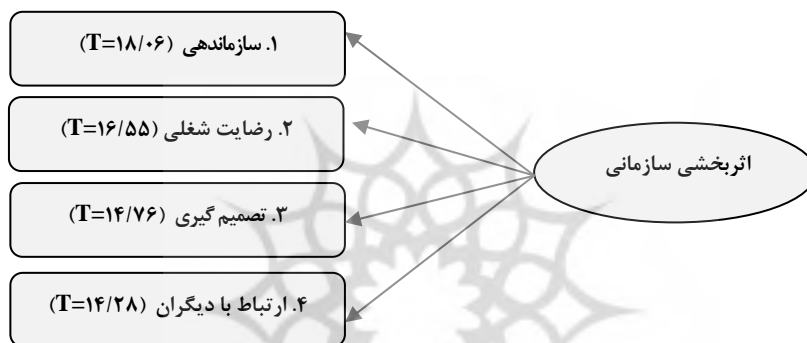 ۱. سازماندهی (T=۱۸/۰۶)
۲. رضایت شغلی (T=۱۶/۵۵)
۳. تصمیم گیری (T=۱۴/۷۶)
۴. ارتباط با دیگران (T=۱۴/۲۸)
اثربخشی سازمانی